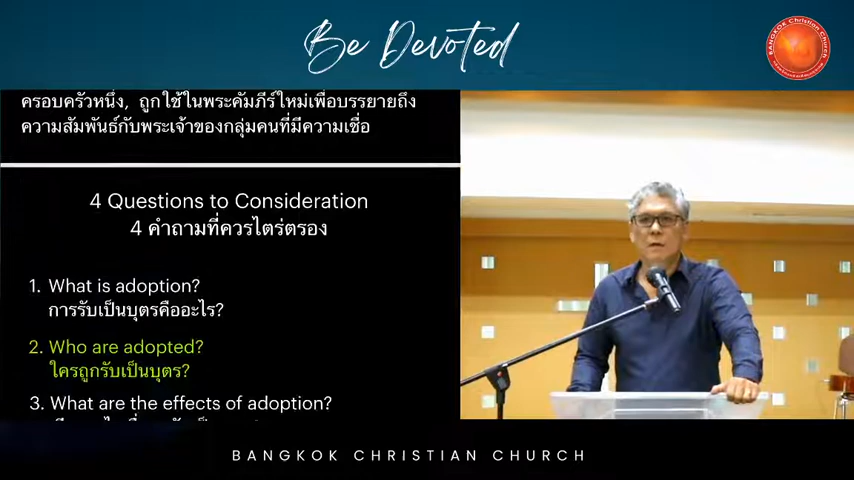 Be Devoted
BANGKOK Christian Church
ครอบครัวหนึ่ง, ถูกใช้ในพระคัมภีร์ใหม่เพื่อบรรยายถึง
ความสัมพันธ์กับพระเจ้าของกลุ่มคนที่มีความเชื่อ
4 Questions to Consideration
4 คำถามที่ควรไตร่ตรอง
1. What is adoption?
การรับเป็นบุตรคืออะไร?
2. Who are adopted?
ใครถูกรับเป็นบุตร?
3. What are the effects of adoption?
BANGKOK CHRISTIAN CHURCH